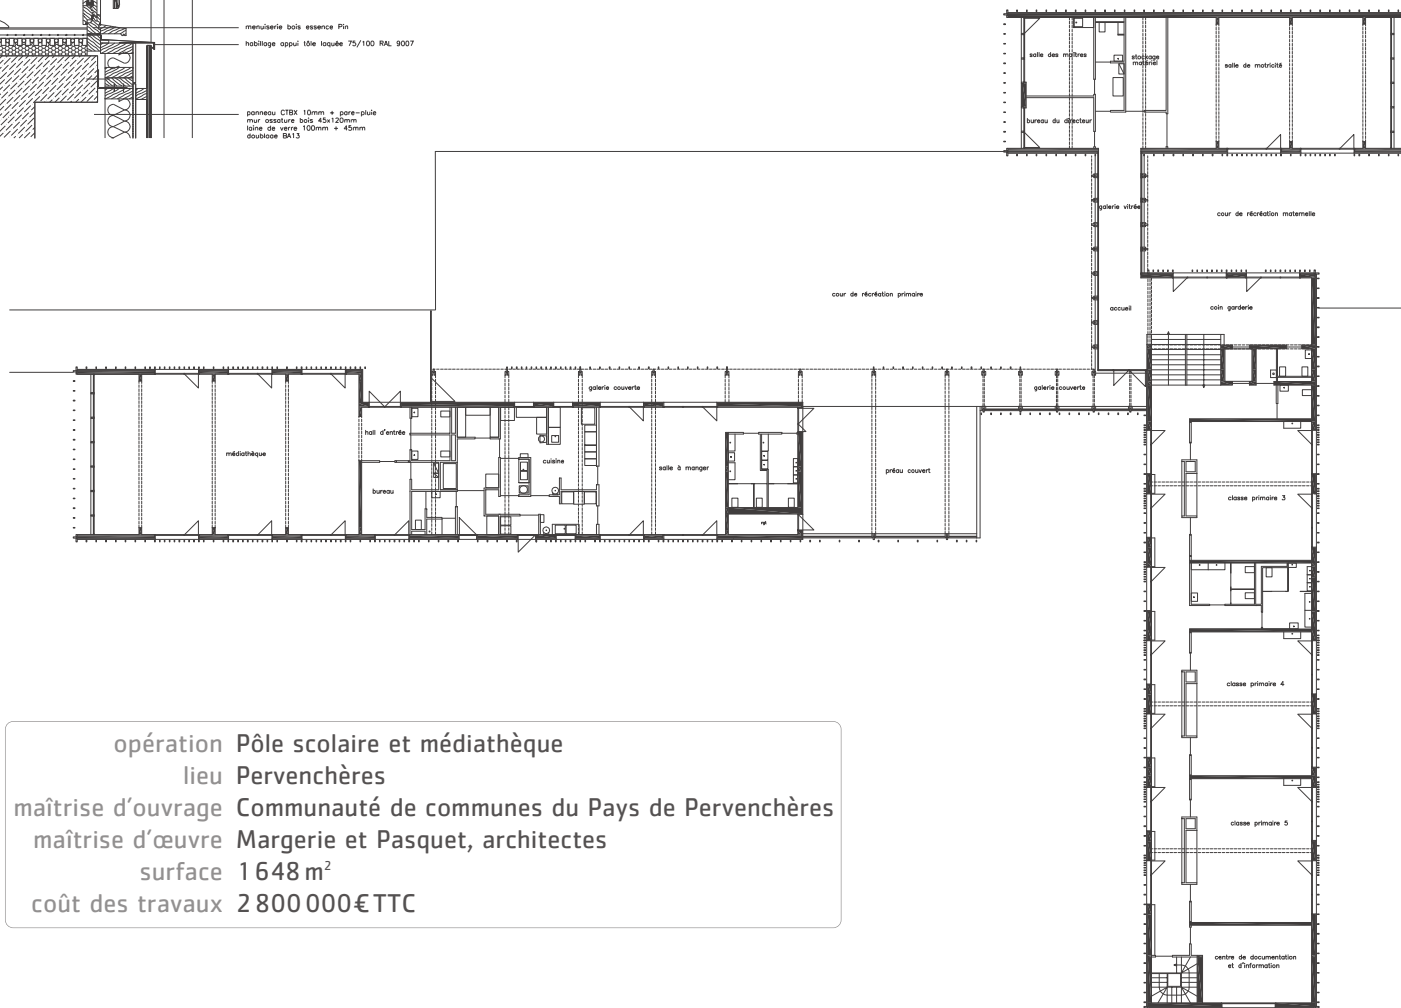 menuiserie bois essence Pin
habillage appui tôle laquée 75/100 RAL 9007
panneau CTBX 10mm + pare-pluie
mur ossature bois 45x120mm
laine de verre 100mm + 45mm
doublage BA13
salle des maîtres
stockage
matériel
salle de motricité
bureau du directeur
galerie vitrée
cour de récréation maternelle
cour de récréation primaire
accueil
coin garderie
galerie couverte
galerie couverte
hall d'entrée
médiathèque
cuisine
salle à manger
préau couvert
bureau
rgt
classe primaire 3
classe primaire 4
classe primaire 5
centre de documentation
et d'information
opération Pôle scolaire et médiathèque
lieu Pervenchères
maîtrise d'ouvrage Communauté de communes du Pays de Pervenchères
maîtrise d'œuvre Margerie et Pasquet, architectes
surface 1 648 m²
coût des travaux 2 800 000 € TTC